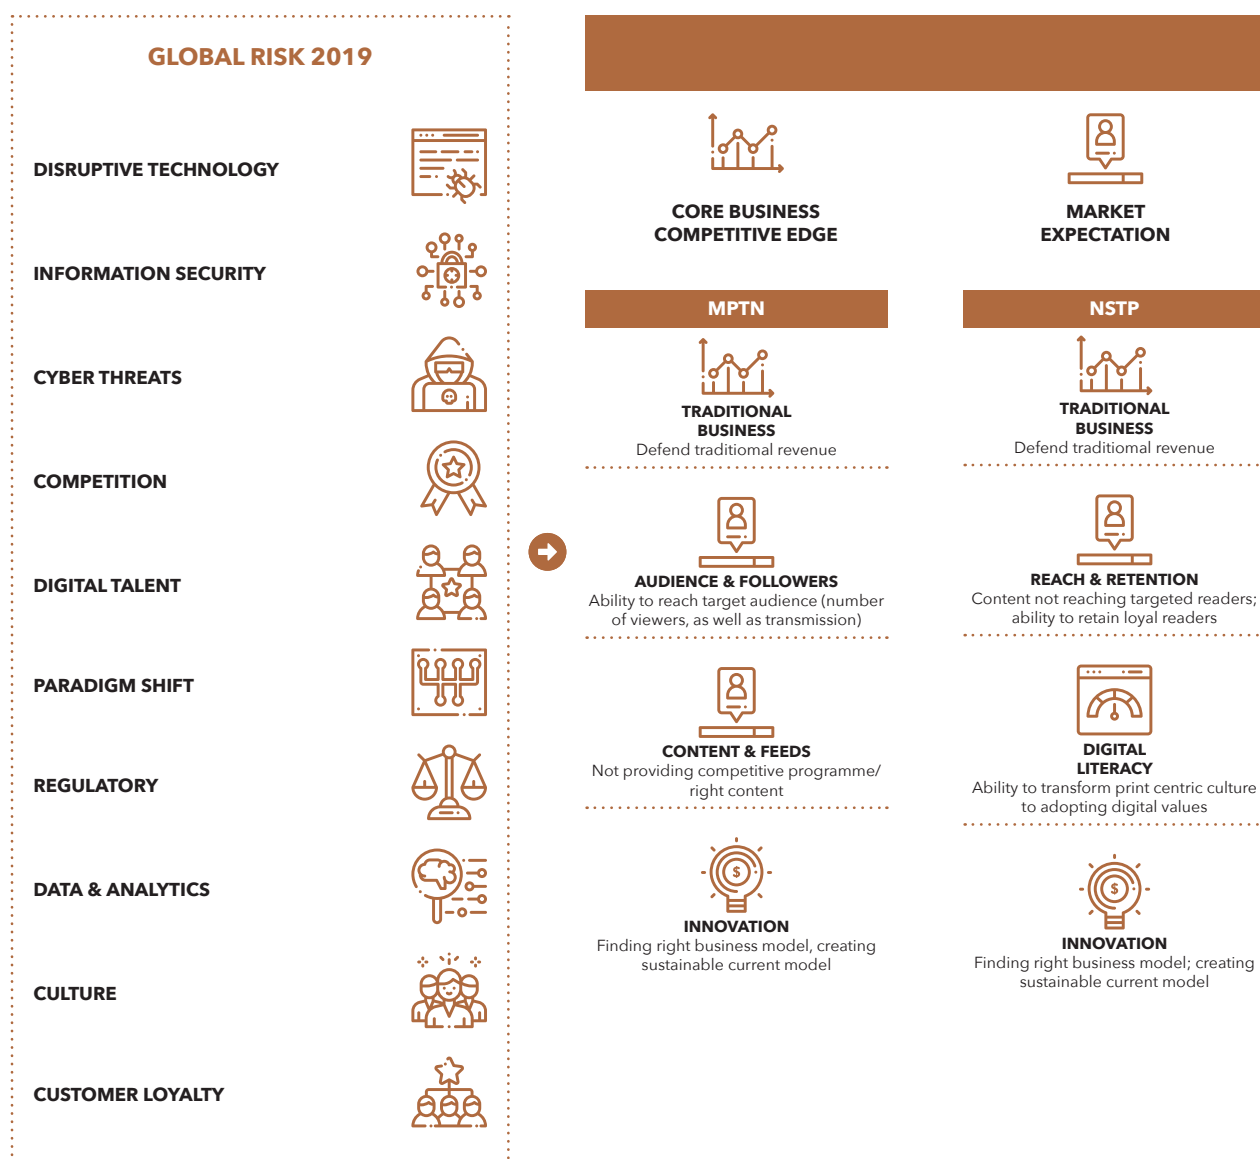 GLOBAL RISK 2019
DISRUPTIVE TECHNOLOGY
INFORMATION SECURITY
CYBER THREATS
COMPETITION
DIGITAL TALENT
PARADIGM SHIFT
REGULATORY
DATA & ANALYTICS
CULTURE
CUSTOMER LOYALTY
CORE BUSINESS
COMPETITIVE EDGE
MARKET
EXPECTATION
MPTN
TRADITIONAL
BUSINESS
Defend traditiomal revenue
AUDIENCE & FOLLOWERS
Ability to reach target audience (number
of viewers, as well as transmission)
CONTENT & FEEDS
Not providing competitive programme/
right content
$
INNOVATION
Finding right business model, creating
sustainable current model
NSTP
TRADITIONAL
BUSINESS
Defend traditiomal revenue
REACH & RETENTION
Content not reaching targeted readers;
ability to retain loyal readers
DIGITAL
LITERACY
Ability to transform print centric culture
to adopting digital values
$
INNOVATION
Finding right business model; creating
sustainable current model